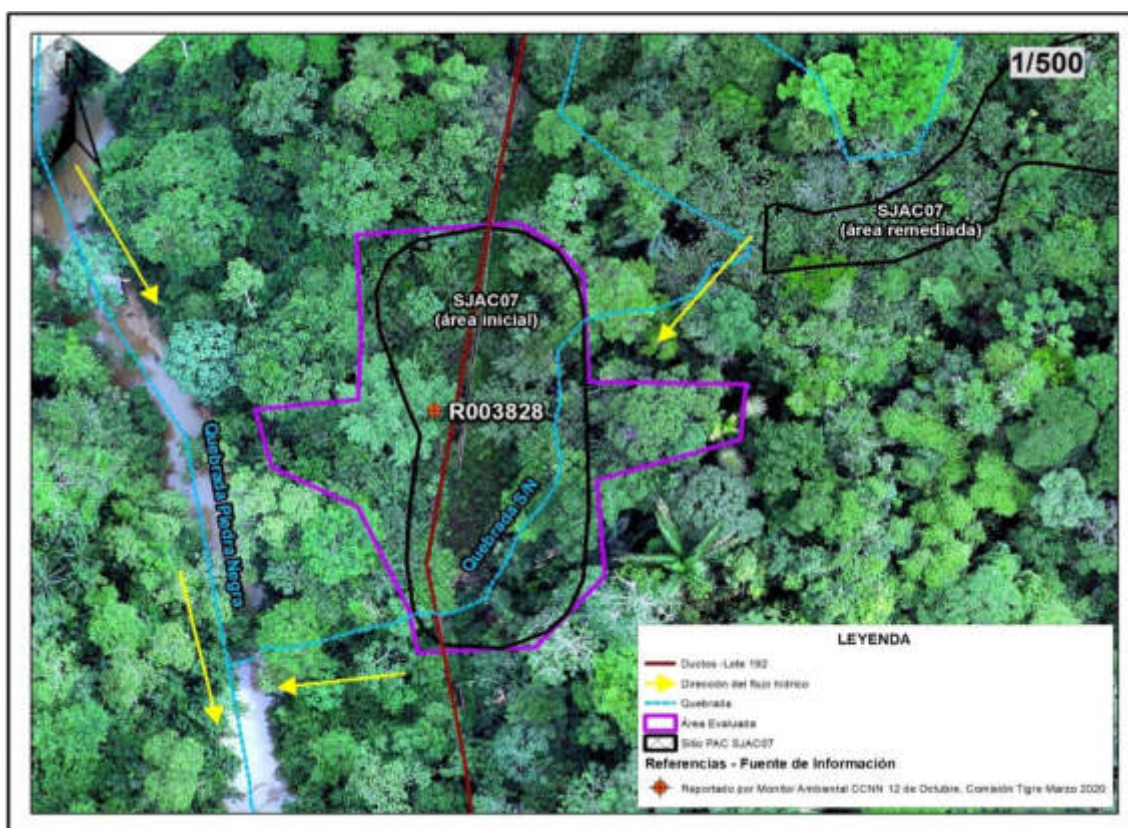 1/500
SJAC07
(área remediada)
SJAC07
(área inicial)
R003828
Quebrada Piedra Negra
Quebrada S/N
LEYENDA
Ductos -Lote 192
Dirección del flujo hídrico
Quebrada
Área Evaluada
Sitio PAC SJAC07
Referencias - Fuente de Información
Reportado por Monitor Ambiental CCNN 12 de Octubre, Comisión Tigre Marzo 2020